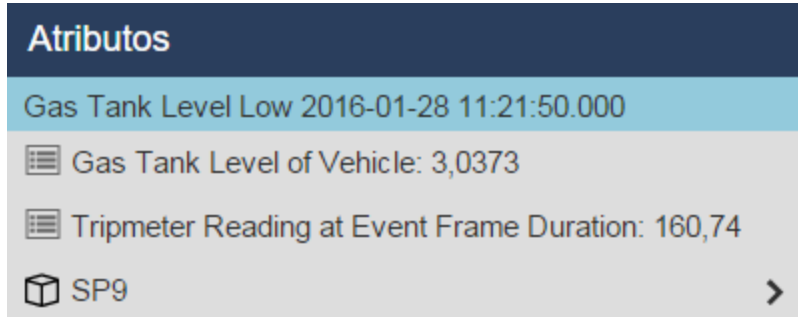 Atributos
Gas Tank Level Low 2016-01-28 11:21:50.000
Gas Tank Level of Vehicle: 3,0373
Tripmeter Reading at Event Frame Duration: 160,74
SP9